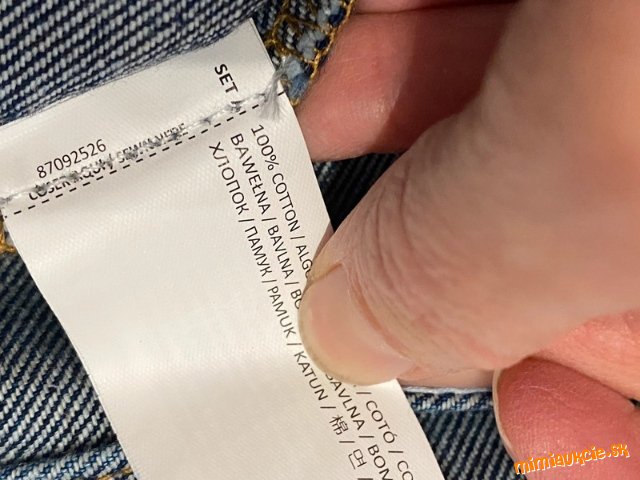 SET
87092526
100% COTTON / ALG / COTÓ / CO
BAWEŁNA / BAVLNA / BO BAVLNA / BOM
ХЛОПОК / ПАМУК / PAMUK / KATUN / 棉 / 면
mimiaukcie.sk